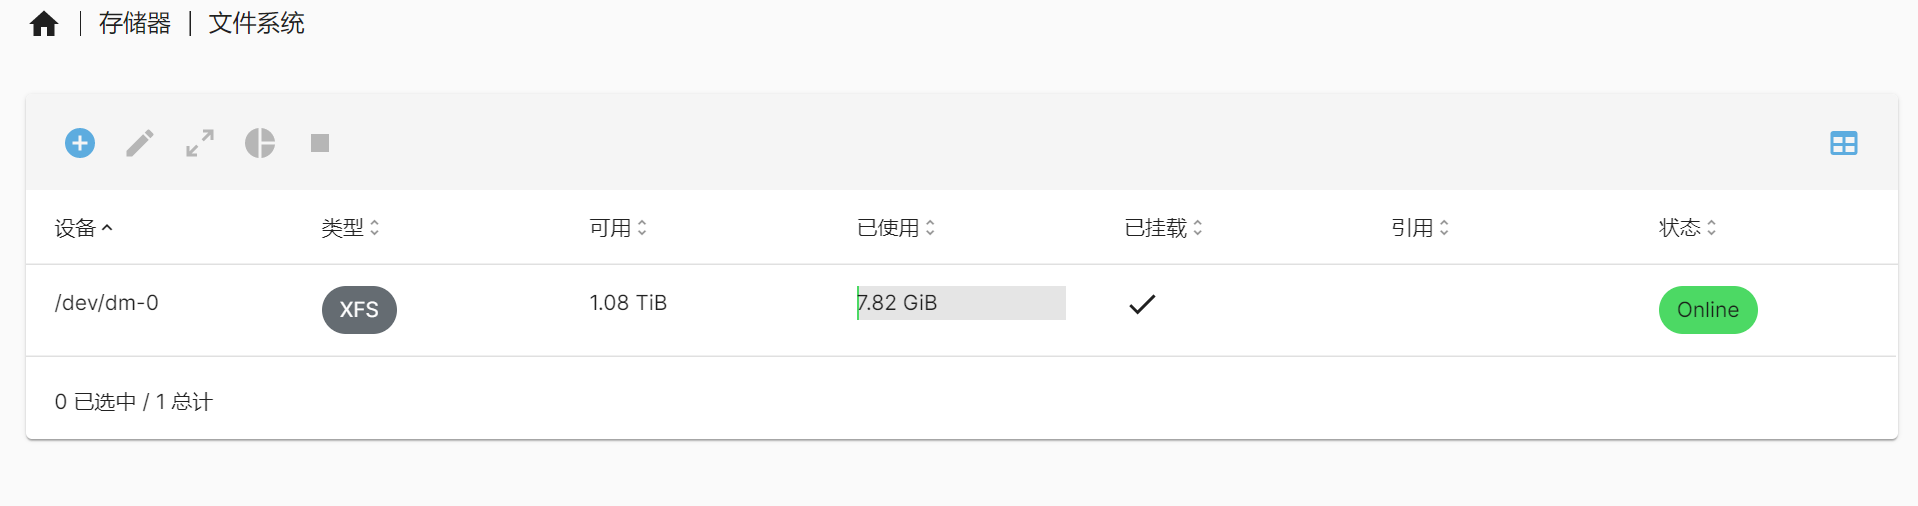 存储器 | 文件系统
设备 类型 可用 已使用 已挂载 引用 状态
/dev/dm-0 XFS 1.08 TiB 7.82 GiB Online
0 已选中 / 1 总计